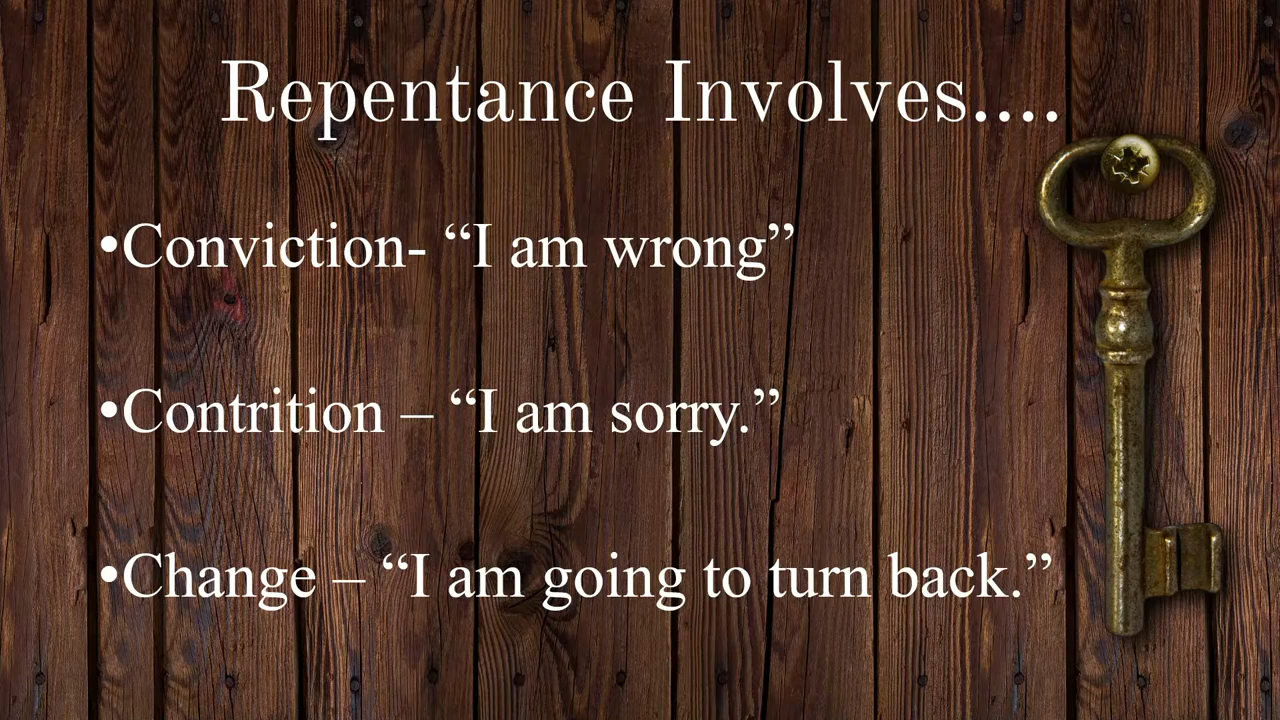 Repentance Involves....
•Conviction- “I am wrong”
•Contrition – “I am sorry.”
•Change – “I am going to turn back.”